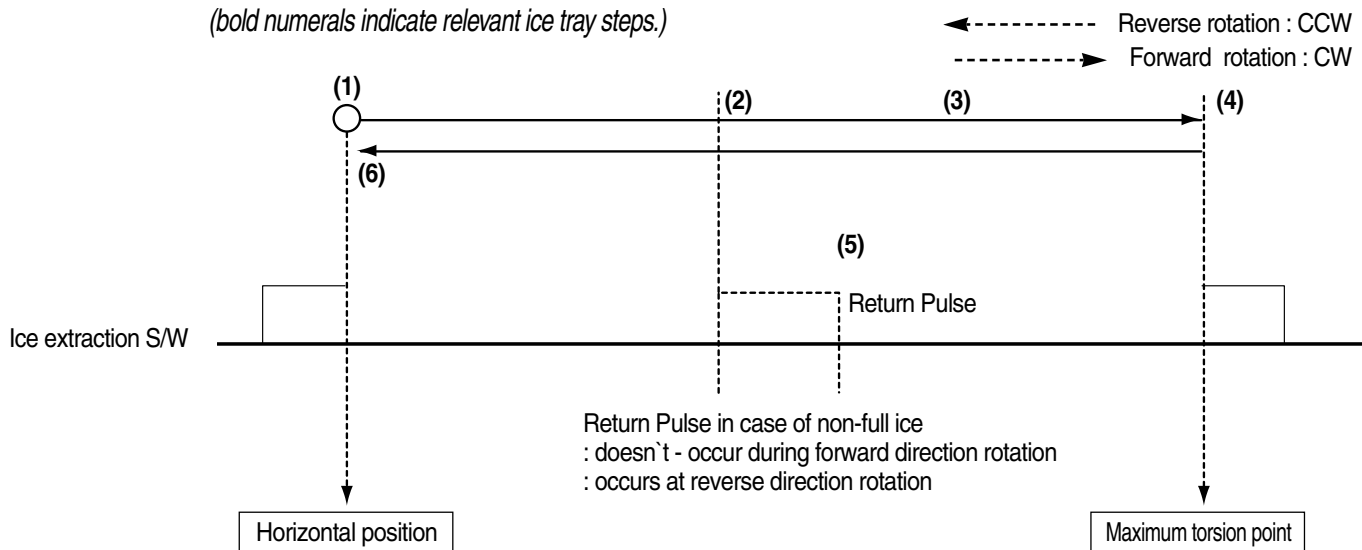 (bold numerals indicate relevant ice tray steps.)
Reverse rotation : CCW
Forward rotation : CW
(1)
(2)
(3)
(4)
(6)
(5)
Return Pulse
Ice extraction S/W
Return Pulse in case of non-full ice
: doesn`t - occur during forward direction rotation
: occurs at reverse direction rotation
Horizontal position
Maximum torsion point